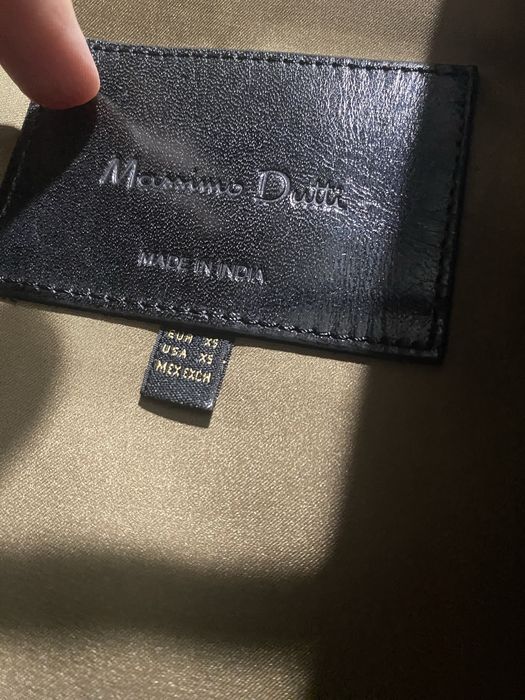 Massimo Dutti
MADE IN INDIA
EUR XS
USA XS
MEX EXCH